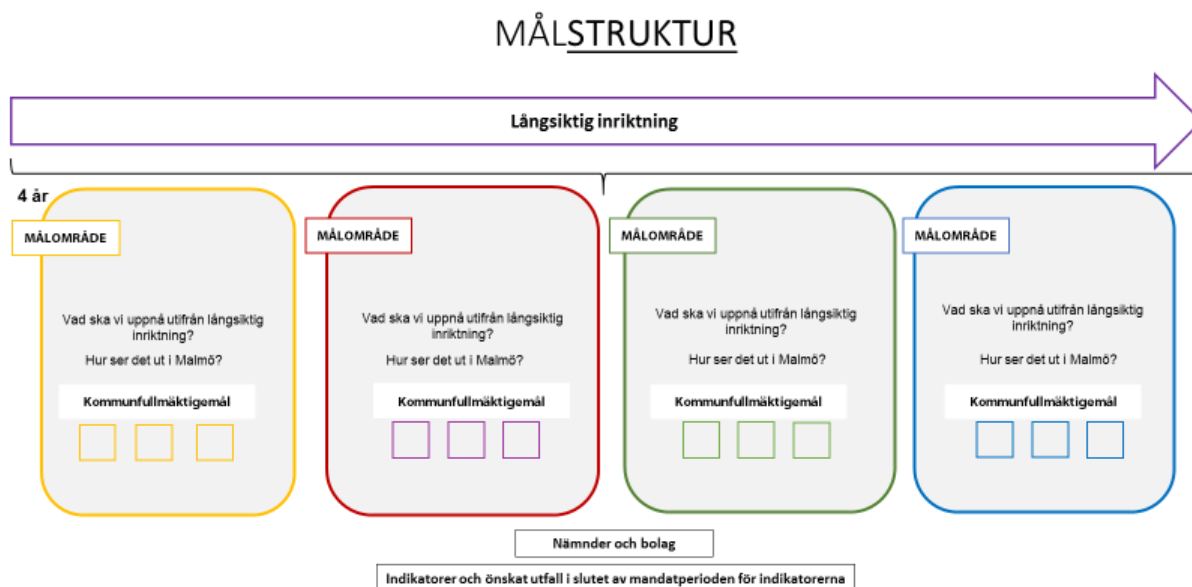 MÅLSTRUKTUR
Långsiktig inriktning
4 år
MÅLOMRÅDE
Vad ska vi uppnå utifrån långsiktig
inriktning?
Hur ser det ut i Malmö?
Kommunfullmäktigemål
MÅLOMRÅDE
Vad ska vi uppnå utifrån långsiktig
inriktning?
Hur ser det ut i Malmö?
Kommunfullmäktigemål
MÅLOMRÅDE
Vad ska vi uppnå utifrån långsiktig
inriktning?
Hur ser det ut i Malmö?
Kommunfullmäktigemål
MÅLOMRÅDE
Vad ska vi uppnå utifrån långsiktig
inriktning?
Hur ser det ut i Malmö?
Kommunfullmäktigemål
Nämnder och bolag
Indikatorer och önskat utfall i slutet av mandatperioden för indikatorerna